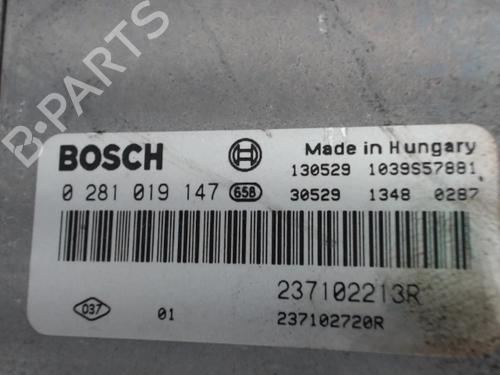 B-PARTS
BOSCH
Made in Hungary
130529 1039S57881
0 281 019 147 658
30529 1348 0287
237102213R
037 01 237102720R